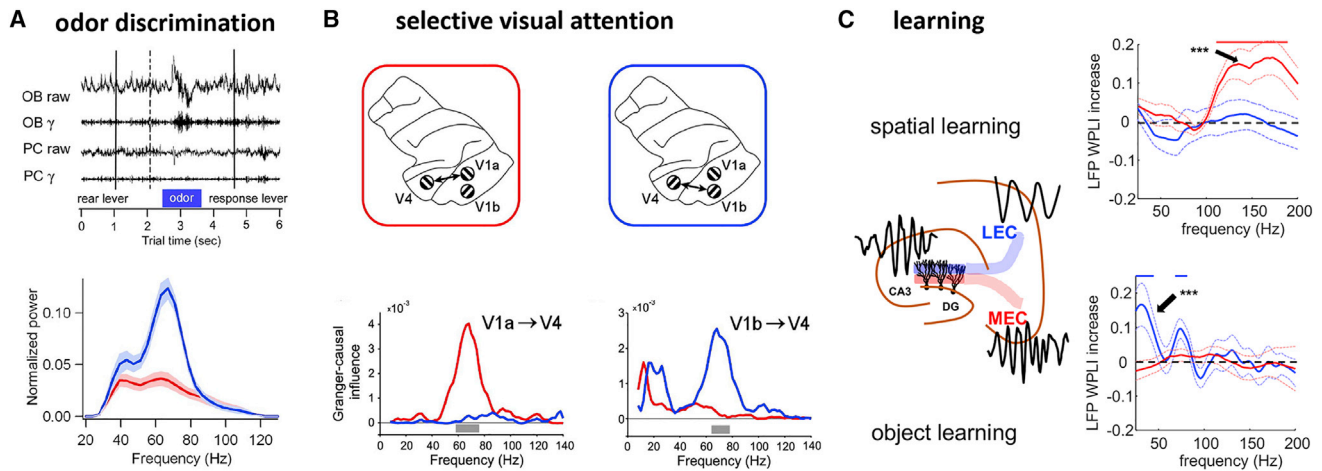 A odor discrimination
OB raw
OB γ
PC raw
PC γ
rear lever odor response lever
0 1 2 3 4 5 6
Trial time (sec)
Normalized power
0.10
0.05
0.00
20 40 60 80 100 120
Frequency (Hz)
B selective visual attention
V1a
V4
V1b
V1a
V4
V1b
×10⁻³
V1a → V4
Granger-causal
influence
4
3
2
1
0
0 20 40 60 80 100 120 140
Frequency (Hz)
×10⁻³
V1b → V4
3
2
1
0
0 20 40 60 80 100 120 140
Frequency (Hz)
C learning
spatial learning
LEC
CA3
DG
MEC
object learning
LFP WPLI increase
0.2
0.1
0
-0.1
-0.2
***
50 100 150 200
frequency (Hz)
LFP WPLI increase
0.2
0.1
0
-0.1
-0.2
***
50 100 150 200
frequency (Hz)